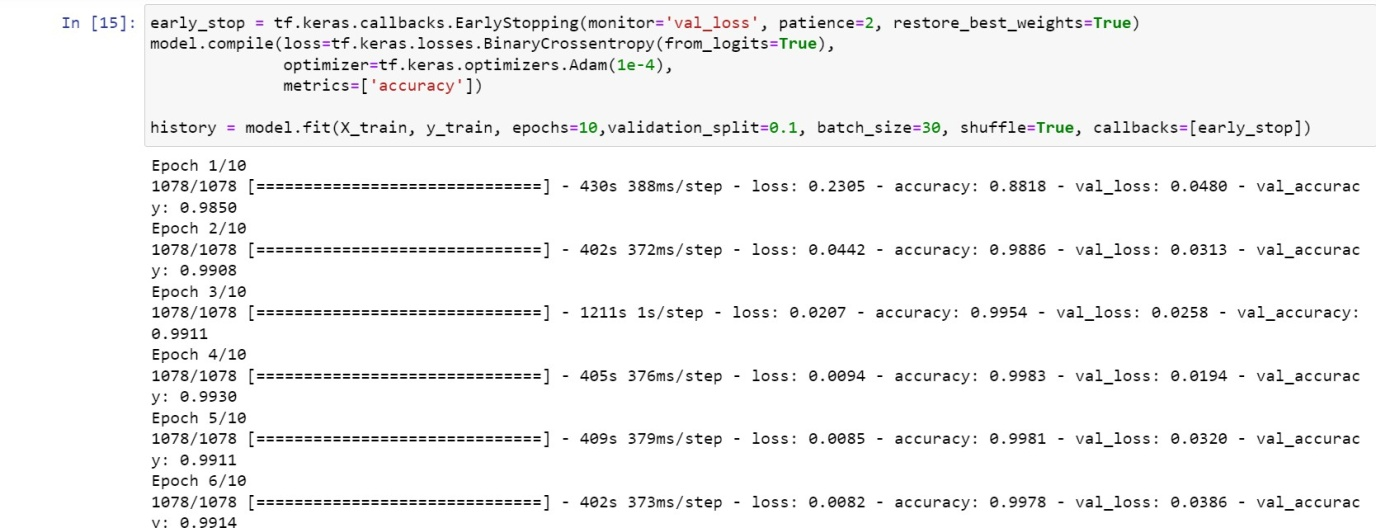 In [15]: early_stop = tf.keras.callbacks.EarlyStopping(monitor='val_loss', patience=2, restore_best_weights=True)
model.compile(loss=tf.keras.losses.BinaryCrossentropy(from_logits=True),
optimizer=tf.keras.optimizers.Adam(1e-4),
metrics=['accuracy'])
history = model.fit(X_train, y_train, epochs=10,validation_split=0.1, batch_size=30, shuffle=True, callbacks=[early_stop])
Epoch 1/10
1078/1078 [==============================] - 430s 388ms/step - loss: 0.2305 - accuracy: 0.8818 - val_loss: 0.0480 - val_accurac
y: 0.9850
Epoch 2/10
1078/1078 [==============================] - 402s 372ms/step - loss: 0.0442 - accuracy: 0.9886 - val_loss: 0.0313 - val_accurac
y: 0.9908
Epoch 3/10
1078/1078 [==============================] - 1211s 1s/step - loss: 0.0207 - accuracy: 0.9954 - val_loss: 0.0258 - val_accuracy:
0.9911
Epoch 4/10
1078/1078 [==============================] - 405s 376ms/step - loss: 0.0094 - accuracy: 0.9983 - val_loss: 0.0194 - val_accurac
y: 0.9930
Epoch 5/10
1078/1078 [==============================] - 409s 379ms/step - loss: 0.0085 - accuracy: 0.9981 - val_loss: 0.0320 - val_accurac
y: 0.9911
Epoch 6/10
1078/1078 [==============================] - 402s 373ms/step - loss: 0.0082 - accuracy: 0.9978 - val_loss: 0.0386 - val_accurac
y: 0.9914